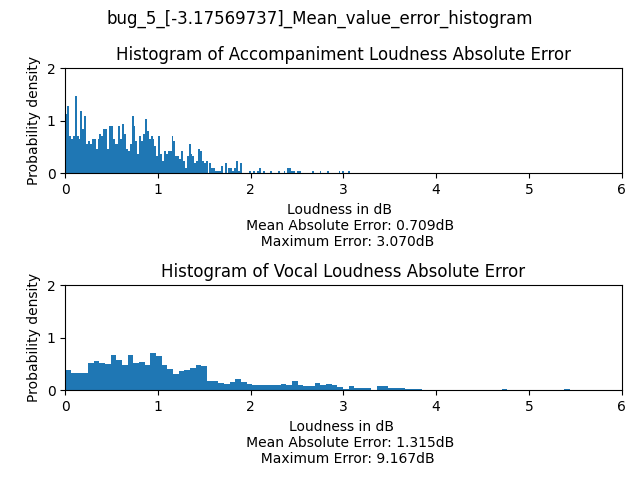 bug_5_[-3.17569737]_Mean_value_error_histogram
Histogram of Accompaniment Loudness Absolute Error
Probability density
2
1
0
0 1 2 3 4 5 6
Loudness in dB
Mean Absolute Error: 0.709dB
Maximum Error: 3.070dB
Histogram of Vocal Loudness Absolute Error
Probability density
2
1
0
0 1 2 3 4 5 6
Loudness in dB
Mean Absolute Error: 1.315dB
Maximum Error: 9.167dB